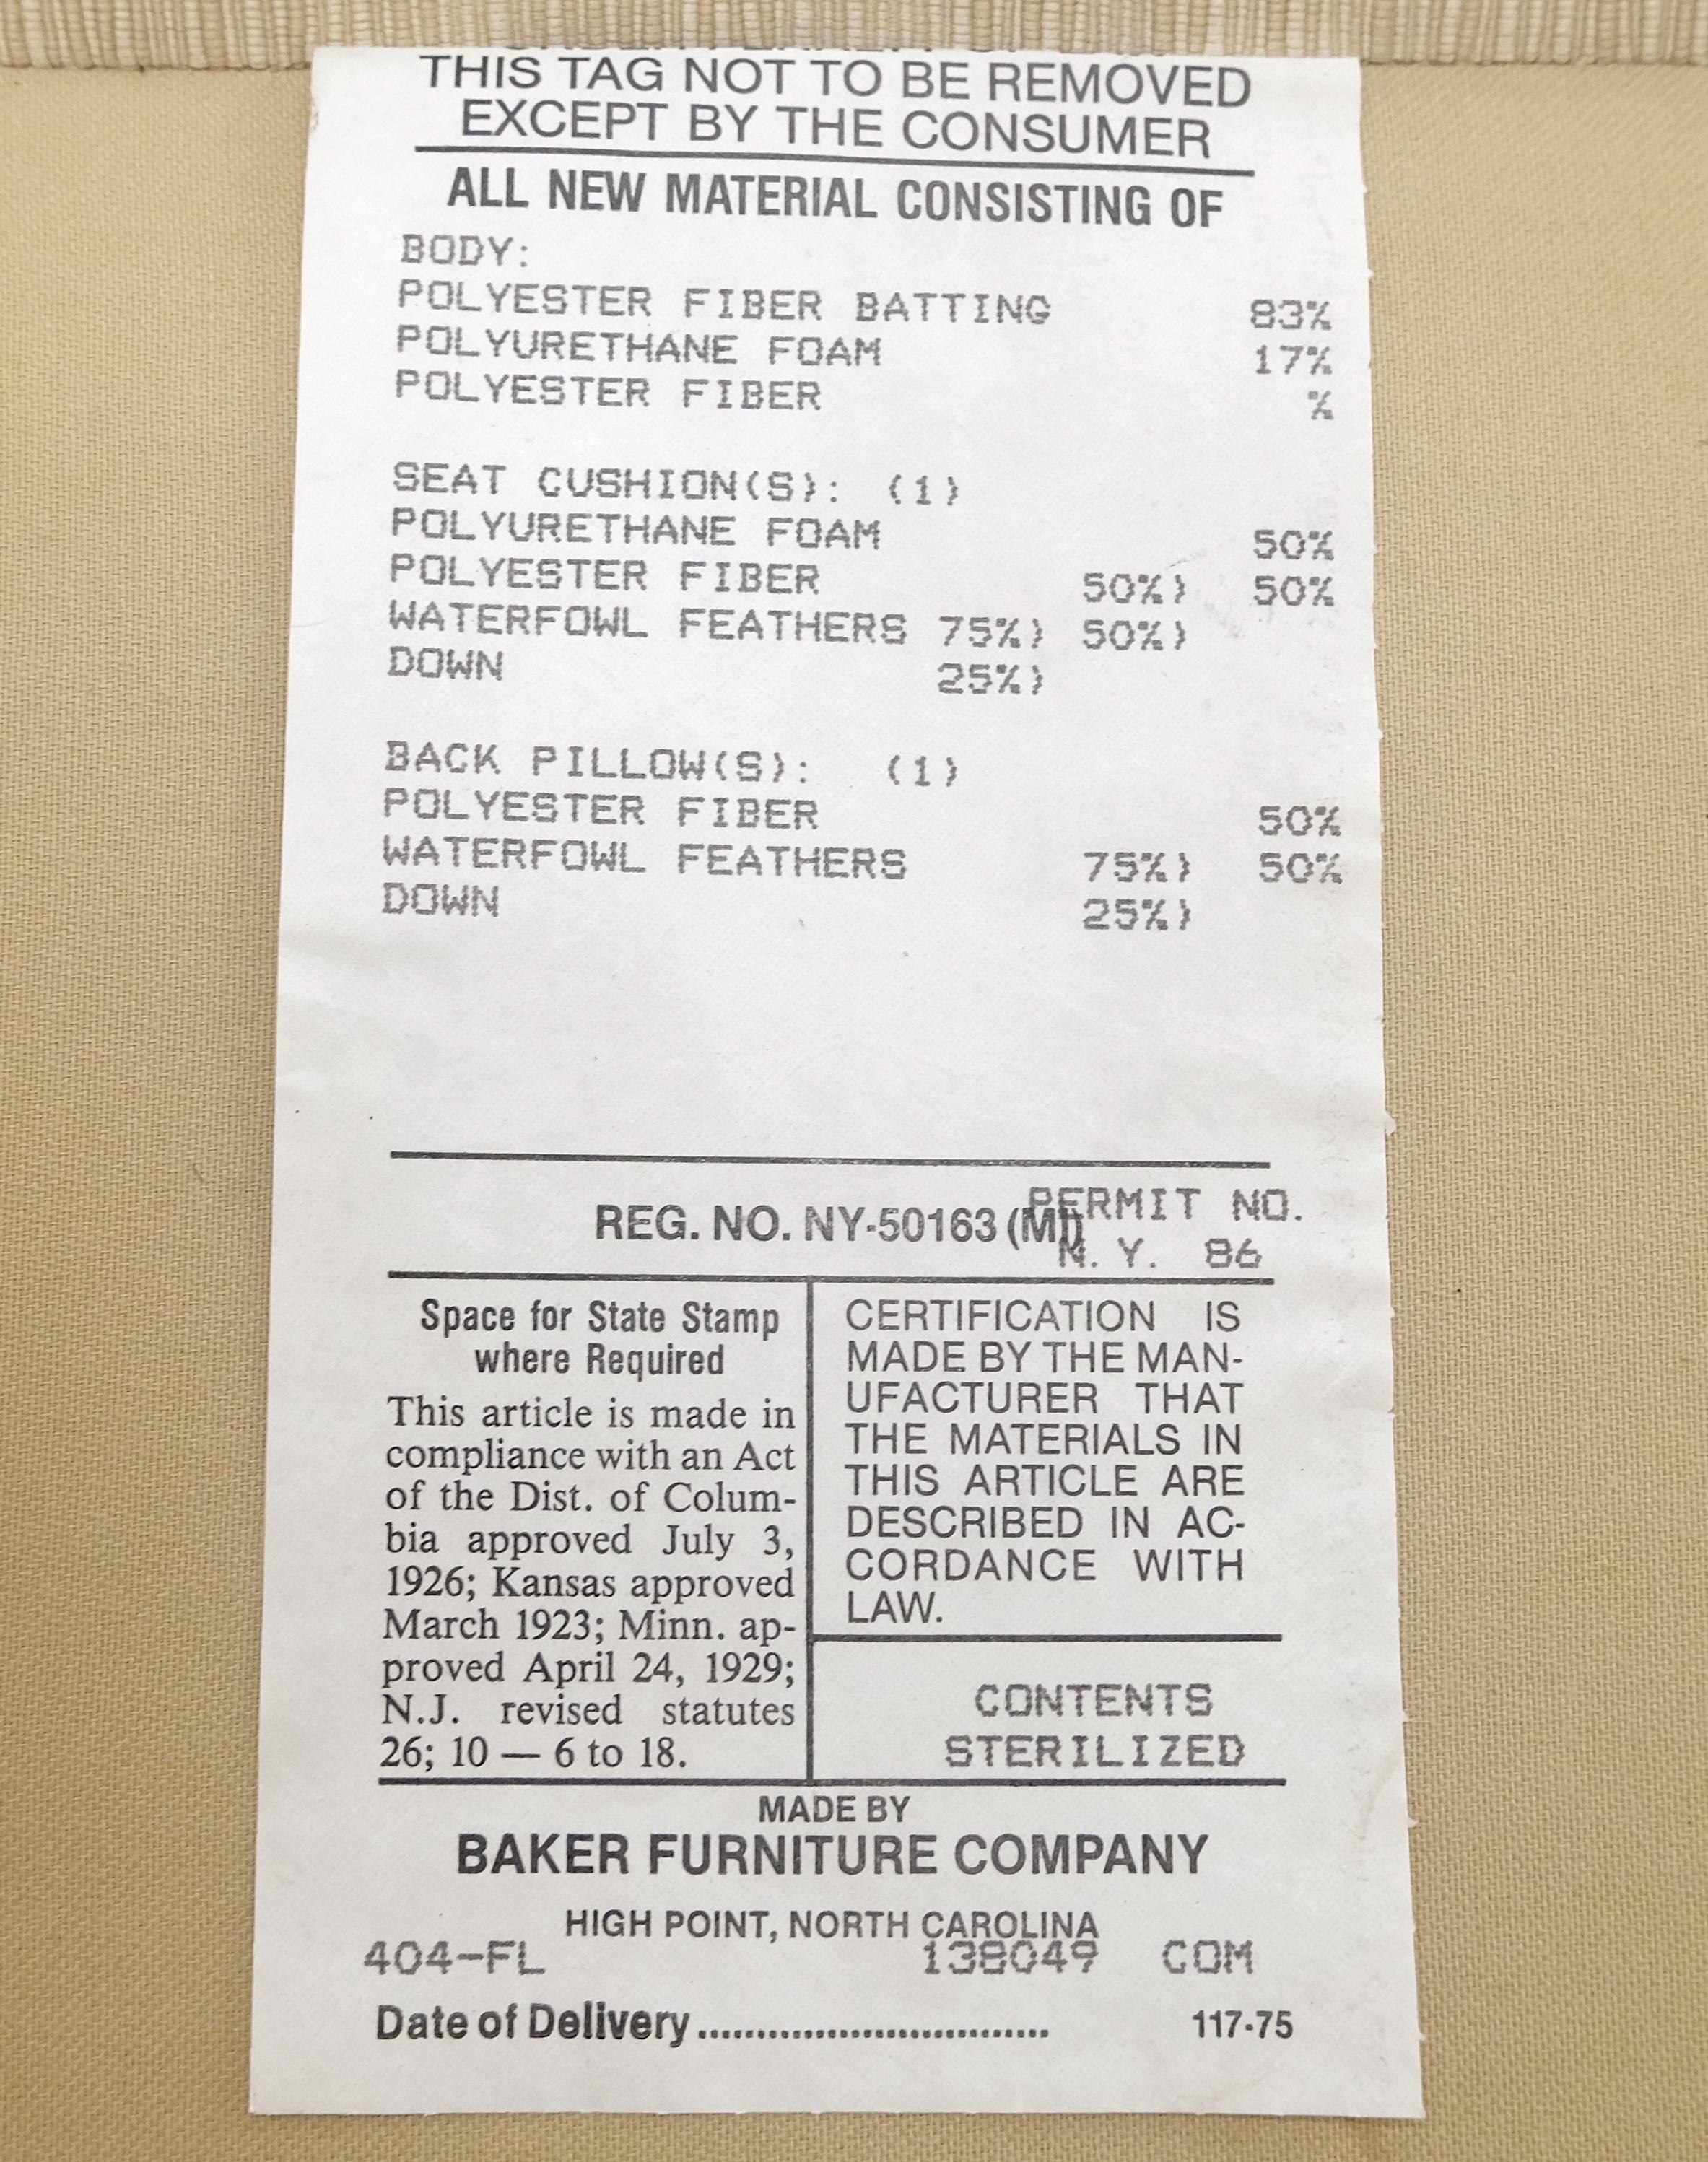 THIS TAG NOT TO BE REMOVED
EXCEPT BY THE CONSUMER
ALL NEW MATERIAL CONSISTING OF
BODY:
POLYESTER FIBER BATTING 83%
POLYURETHANE FOAM 17%
POLYESTER FIBER %
SEAT CUSHION(S): (1)
POLYURETHANE FOAM 50%
POLYESTER FIBER 50%) 50%
WATERFOWL FEATHERS 75%) 50%)
DOWN 25%)
BACK PILLOW(S): (1)
POLYESTER FIBER 50%
WATERFOWL FEATHERS 75%) 50%
DOWN 25%)
PERMIT NO.
REG. NO. NY-50163 (MI)
N. Y. 86
Space for State Stamp
where Required
This article is made in
compliance with an Act
of the Dist. of Colum-
bia approved July 3,
1926; Kansas approved
March 1923; Minn. ap-
proved April 24, 1929;
N.J. revised statutes
26; 10 — 6 to 18.
CERTIFICATION IS
MADE BY THE MAN-
UFACTURER THAT
THE MATERIALS IN
THIS ARTICLE ARE
DESCRIBED IN AC-
CORDANCE WITH
LAW.
CONTENTS
STERILIZED
MADE BY
BAKER FURNITURE COMPANY
HIGH POINT, NORTH CAROLINA
404-FL 138049 COM
Date of Delivery.............................. 117-75